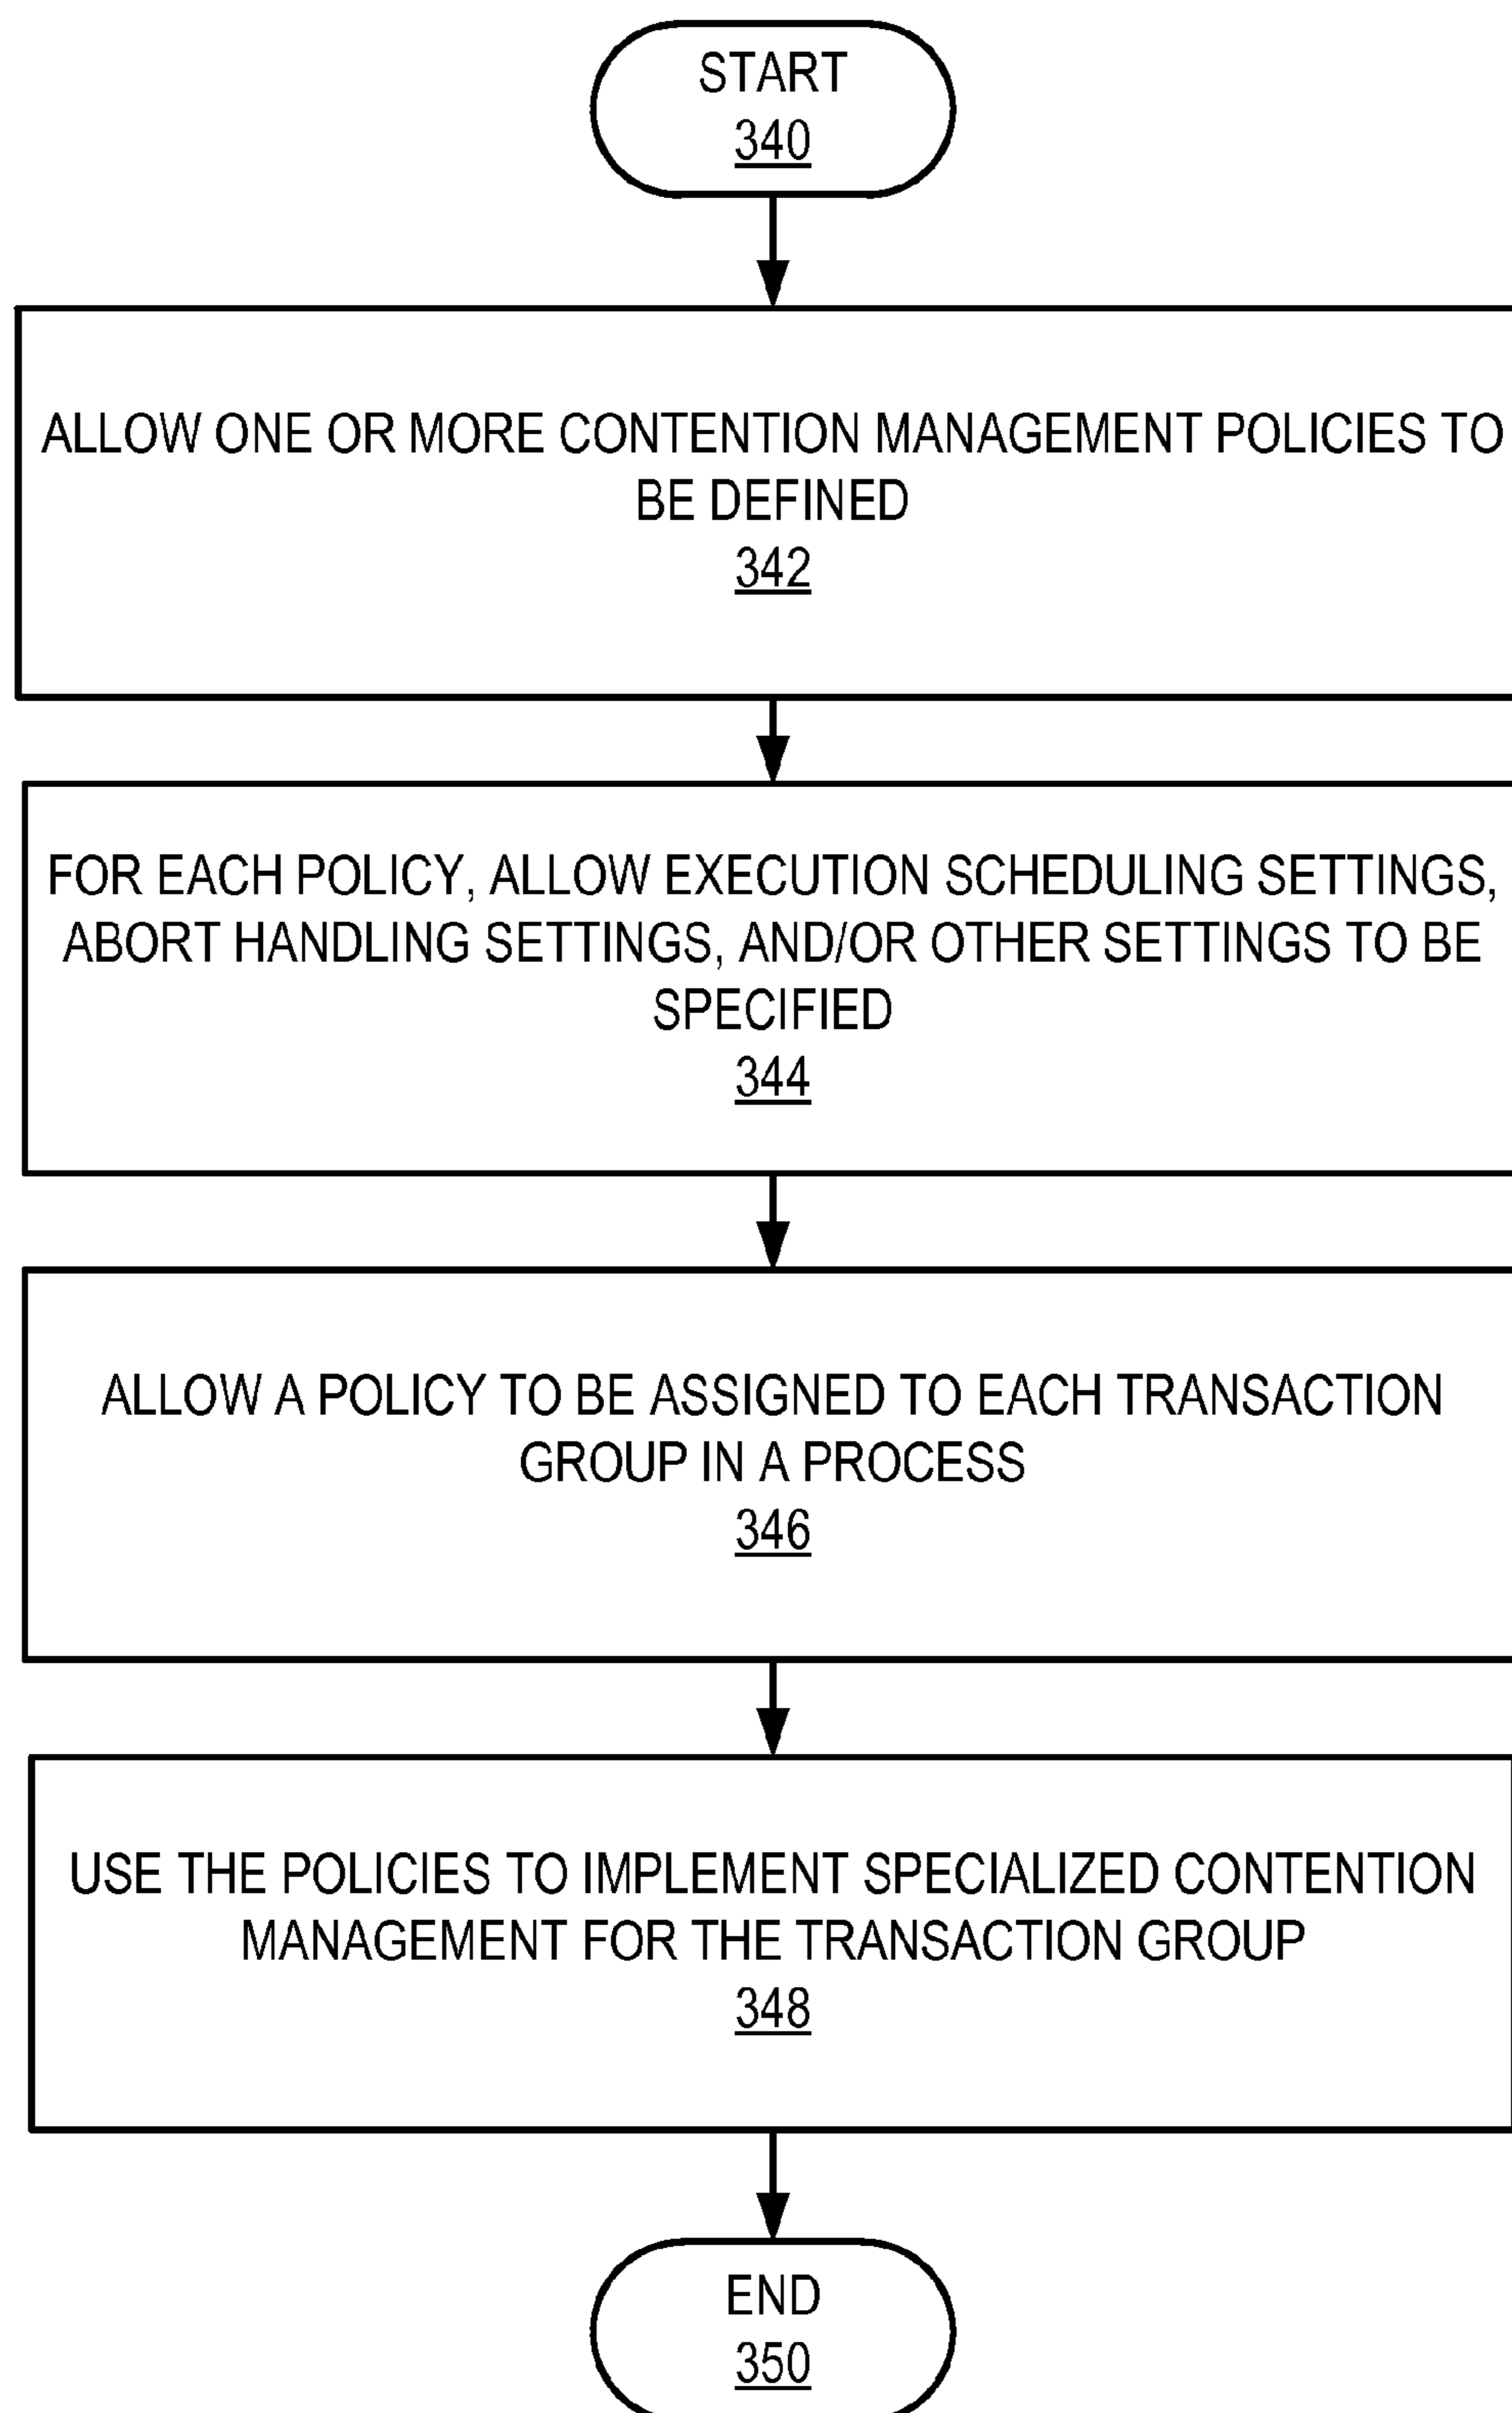 START
340
ALLOW ONE OR MORE CONTENTION MANAGEMENT POLICIES TO
BE DEFINED
342
FOR EACH POLICY, ALLOW EXECUTION SCHEDULING SETTINGS,
ABORT HANDLING SETTINGS, AND/OR OTHER SETTINGS TO BE
SPECIFIED
344
ALLOW A POLICY TO BE ASSIGNED TO EACH TRANSACTION
GROUP IN A PROCESS
346
USE THE POLICIES TO IMPLEMENT SPECIALIZED CONTENTION
MANAGEMENT FOR THE TRANSACTION GROUP
348
END
350